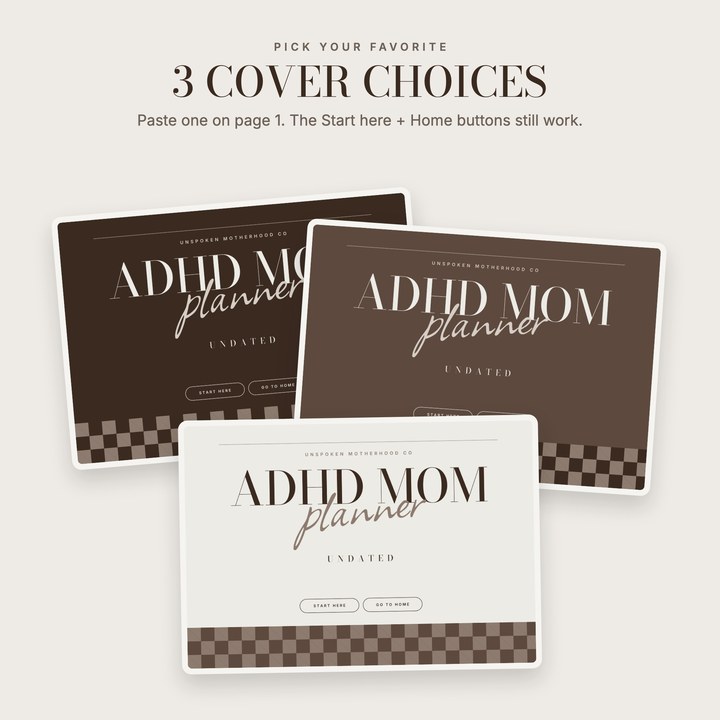 PICK YOUR FAVORITE
3 COVER CHOICES
Paste one on page 1. The Start here + Home buttons still work.
UNSPOKEN MOTHERHOOD CO
ADHD
planner
UNDATED
START HERE
GO TO HOME
UNSPOKEN MOTHERHOOD CO
ADHD MOM
planner
UNDATED
START HERE
UNSPOKEN MOTHERHOOD CO
ADHD MOM
planner
UNDATED
START HERE
GO TO HOME